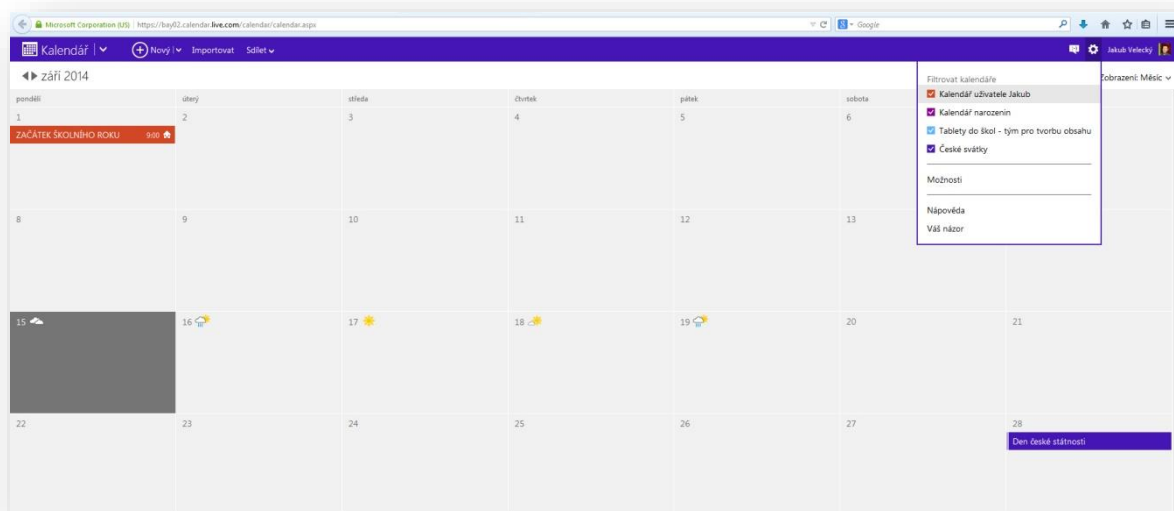 Microsoft Corporation (US) https://bay02.calendar.live.com/calendar/calendar.aspx Google
Kalendář Nový Importovat Sdílet Jakub Velecký
září 2014 Zobrazení: Měsíc
Filtrovat kalendáře
Kalendář uživatele Jakub
Kalendář narozenin
Tablety do škol - tým pro tvorbu obsahu
České svátky
Možnosti
Nápověda
Váš názor
pondělí úterý středa čtvrtek pátek sobota
1 2 3 4 5 6
ZAČÁTEK ŠKOLNÍHO ROKU 9:00
8 9 10 11 12 13
15 16 17 18 19 20 21
22 23 24 25 26 27 28
Den české státnosti